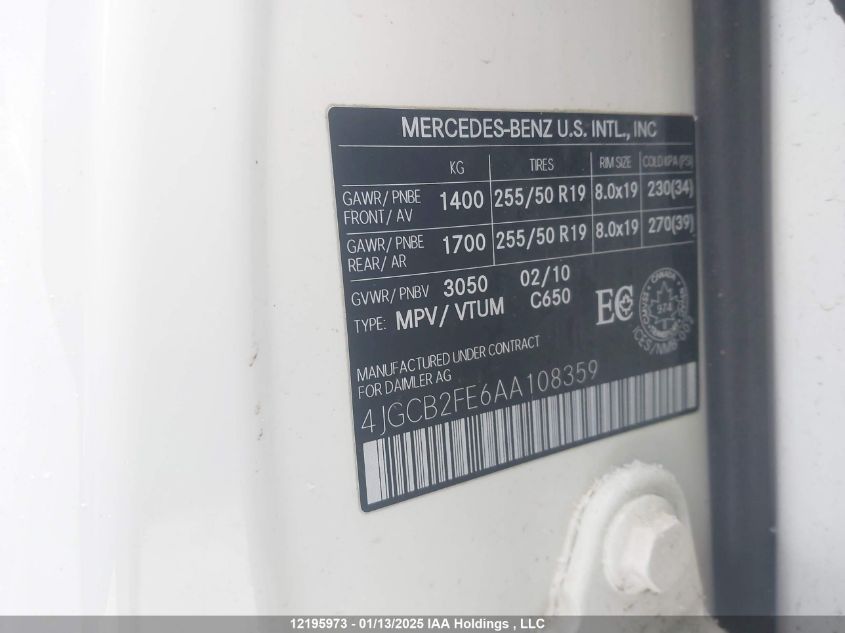 MERCEDES-BENZ U.S. INTL., INC
KG TIRES RIM SIZE COLD KPA (PSI)
GAWR/ PNBE FRONT/ AV 1400 255/50 R19 8.0x19 230(34)
GAWR/ PNBE REAR/ AR 1700 255/50 R19 8.0x19 270(39)
GVWR/ PNBV 3050 02/10
TYPE: MPV/ VTUM C650
EC
CANADA
974
MANUFACTURED UNDER CONTRACT
FOR DAIMLER AG
4JGCB2FE6AA108359
12195973 - 01/13/2025 IAA Holdings , LLC